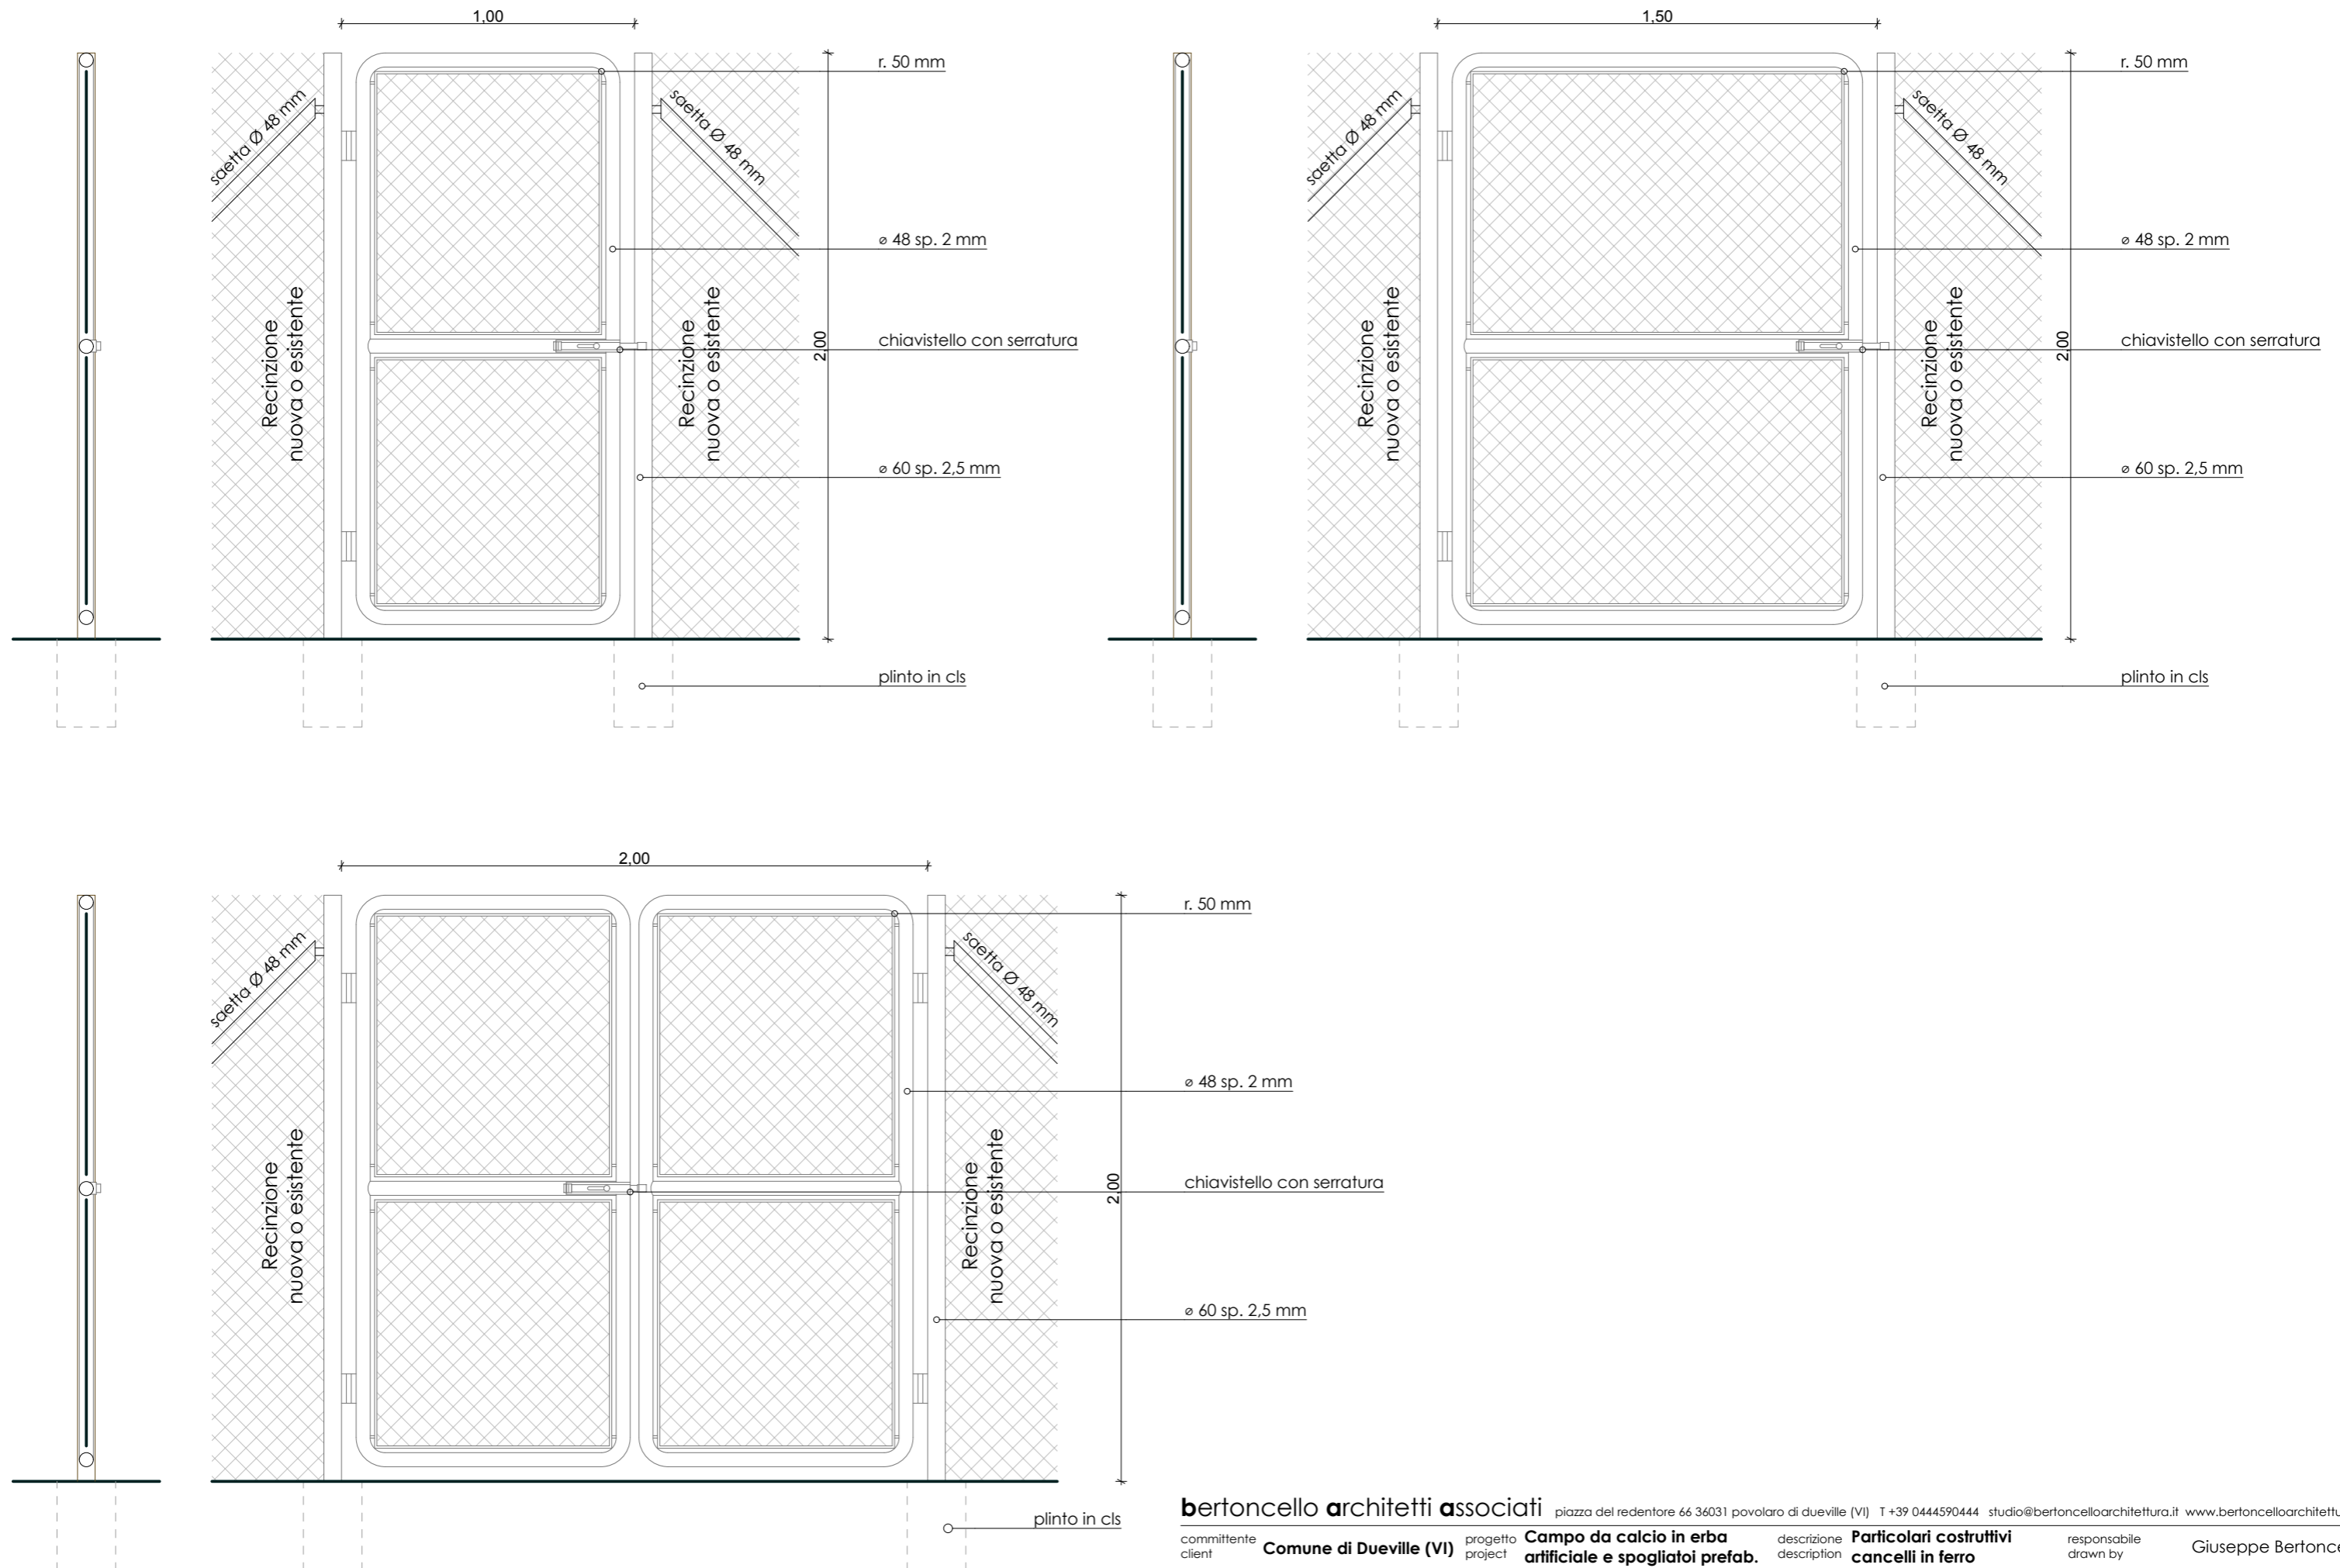 1,00
r. 50 mm
saetta Ø 48 mm
saetta Ø 48 mm
ø 48 sp. 2 mm
Recinzione
nuova o esistente
Recinzione
nuova o esistente
2,00
chiavistello con serratura
ø 60 sp. 2,5 mm
plinto in cls
1,50
r. 50 mm
saetta Ø 48 mm
saetta Ø 48 mm
ø 48 sp. 2 mm
Recinzione
nuova o esistente
Recinzione
nuova o esistente
2,00
chiavistello con serratura
ø 60 sp. 2,5 mm
plinto in cls
2,00
r. 50 mm
saetta Ø 48 mm
saetta Ø 48 mm
ø 48 sp. 2 mm
Recinzione
nuova o esistente
Recinzione
nuova o esistente
2,00
chiavistello con serratura
ø 60 sp. 2,5 mm
plinto in cls
bertoncello architetti associati piazza del redentore 66 36031 povolaro di dueville (VI) T +39 0444590444 studio@bertoncelloarchitettura.it
committente
client
Comune di Dueville (VI)
progetto
project
Campo da calcio in erba
artificiale e spogliatoi prefab.
descrizione
description
Particolari costruttivi
cancelli in ferro
responsabile
drawn by
Giuseppe